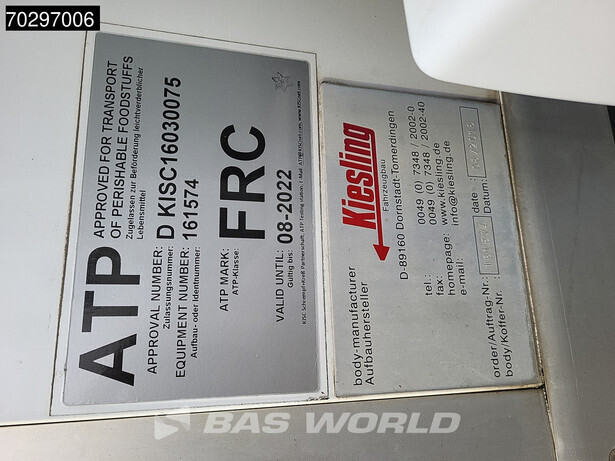 70297006
ATP
APPROVED FOR TRANSPORT
OF PERISHABLE FOODSTUFFS
Zugelassen zur Beförderung leichtverderblicher
Lebensmittel
APPROVAL NUMBER: D KISC16030075
Zulassungsnummer:
EQUIPMENT NUMBER: 161574
Aufbau- oder Identnummer:
ATP MARK: FRC
ATP-Klasse:
VALID UNTIL: 08-2022
Gültig bis:
body-manufacturer
Aufbauhersteller
Kiesling
Fahrzeugbau
D-89160 Dornstadt-Tomerdingen
tel.: 0049 (0) 7348 / 2002-0
fax: 0049 (0) 7348 / 2002-40
homepage: www.kiesling.de
e-mail: info@kiesling.de
order/Auftrag-Nr.:
body/Koffer-Nr.
date
Datum:
BAS WORLD